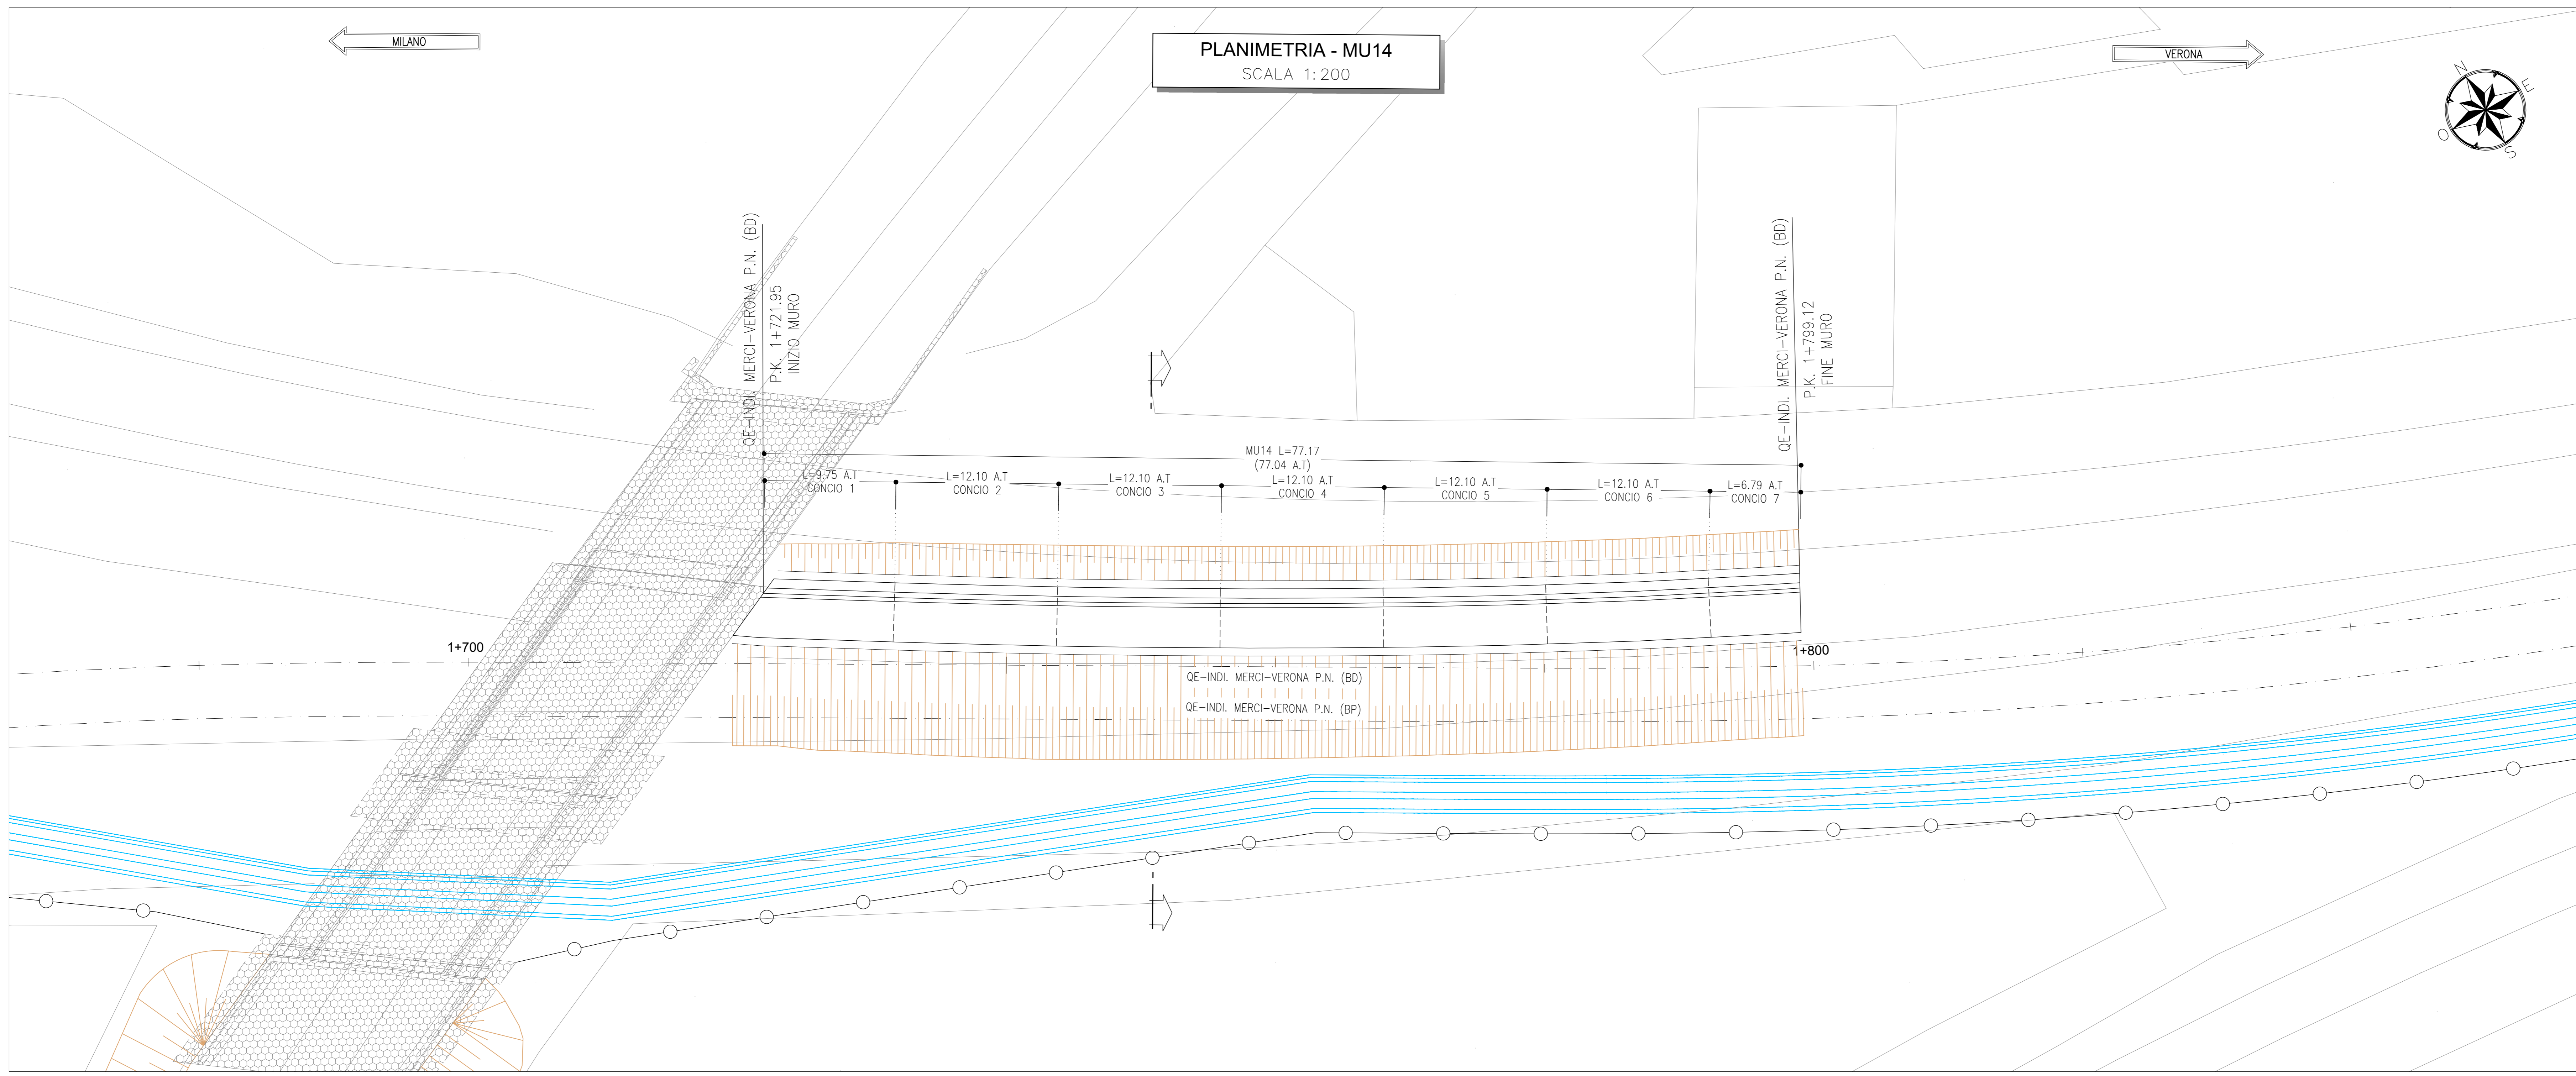 MILANO
PLANIMETRIA - MU14
SCALA 1:200
VERONA
N
E
O
S
QE-INDI. MERCI-VERONA P.N. (BD)
P.K. 1+721.95
INIZIO MURO
QE-INDI. MERCI-VERONA P.N. (BD)
P.K. 1+799.12
FINE MURO
MU14 L=77.17
(77.04 A.T)
L=9.75 A.T
CONCIO 1
L=12.10 A.T
CONCIO 2
L=12.10 A.T
CONCIO 3
L=12.10 A.T
CONCIO 4
L=12.10 A.T
CONCIO 5
L=12.10 A.T
CONCIO 6
L=6.79 A.T
CONCIO 7
1+700
1+800
QE-INDI. MERCI-VERONA P.N. (BD)
QE-INDI. MERCI-VERONA P.N. (BP)